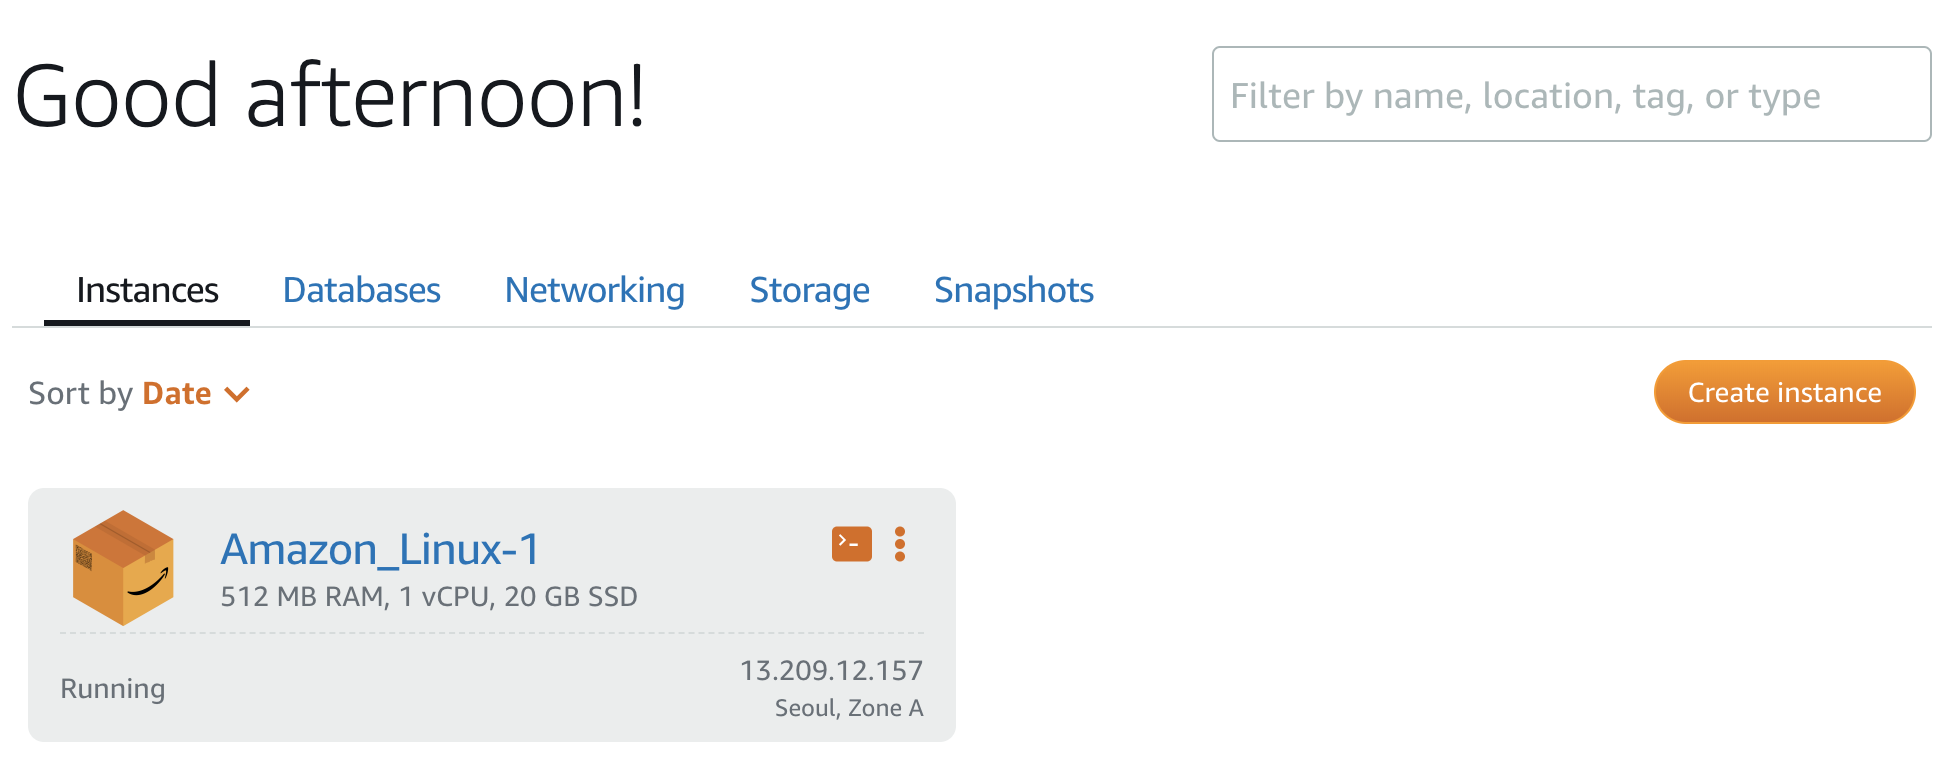 Good afternoon!
Filter by name, location, tag, or type
Instances Databases Networking Storage Snapshots
Sort by Date
Create instance
Amazon_Linux-1
>_
512 MB RAM, 1 vCPU, 20 GB SSD
Running
13.209.12.157
Seoul, Zone A